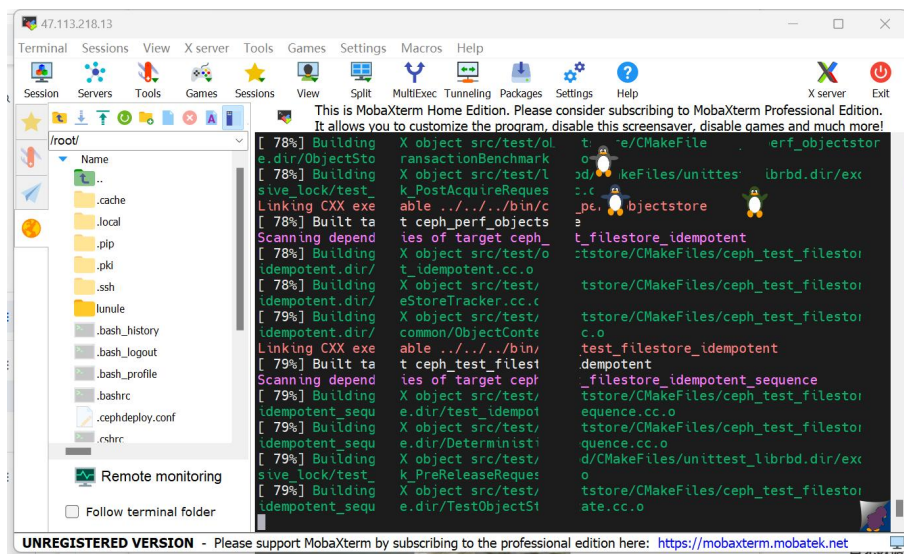 47.113.218.13
Terminal Sessions View X server Tools Games Settings Macros Help
Session Servers Tools Games Sessions View Split MultiExec Tunneling Packages Settings Help X server Exit
This is MobaXterm Home Edition. Please consider subscribing to MobaXterm Professional Edition.
It allows you to customize the program, disable this screensaver, disable games and much more!
/root/
Name
..
.cache
.local
.pip
.pki
.ssh
lunule
.bash_history
.bash_logout
.bash_profile
.bashrc
.cephdeploy.conf
.cshrc
Remote monitoring
Follow terminal folder
[ 78%] Building X object src/test/ re/CMakeFile erf_objectstor
e.dir/ObjectSto ransactionBenchmark
[ 78%] Building X object src/test/l akeFiles/unittes ibrbd.dir/exc
sive_lock/test_ k_PostAcquireReques
Linking CXX exe able ../../../bin/c _per objectstore
[ 78%] Built ta t ceph_perf_objects e
Scanning depend ies of target ceph_ t_filestore_idempotent
[ 78%] Building X object src/test/o ctstore/CMakeFiles/ceph_test_filestor
idempotent.dir/ t_idempotent.cc.o
[ 78%] Building X object src/test/ tstore/CMakeFiles/ceph_test_filestor
idempotent.dir/ eStoreTracker.cc.o
[ 79%] Building X object src/test/ tstore/CMakeFiles/ceph_test_filestor
idempotent.dir/ common/ObjectConte c.o
Linking CXX exe able ../../../bin/ _test_filestore_idempotent
[ 79%] Built ta t ceph_test_filest dempotent
Scanning depend ies of target ceph _filestore_idempotent_sequence
[ 79%] Building X object src/test/ tstore/CMakeFiles/ceph_test_filestor
idempotent_sequ e.dir/test_idempot equence.cc.o
[ 79%] Building X object src/test/ tstore/CMakeFiles/ceph_test_filestor
idempotent_sequ e.dir/Deterministi quence.cc.o
[ 79%] Building X object src/test/ d/CMakeFiles/unittest_librbd.dir/exc
sive_lock/test_ k_PreReleaseReques o
[ 79%] Building X object src/test/ tstore/CMakeFiles/ceph_test_filestor
idempotent_sequ e.dir/TestObjectSt ate.cc.o
UNREGISTERED VERSION - Please support MobaXterm by subscribing to the professional edition here: https://mobaxterm.mobatek.net